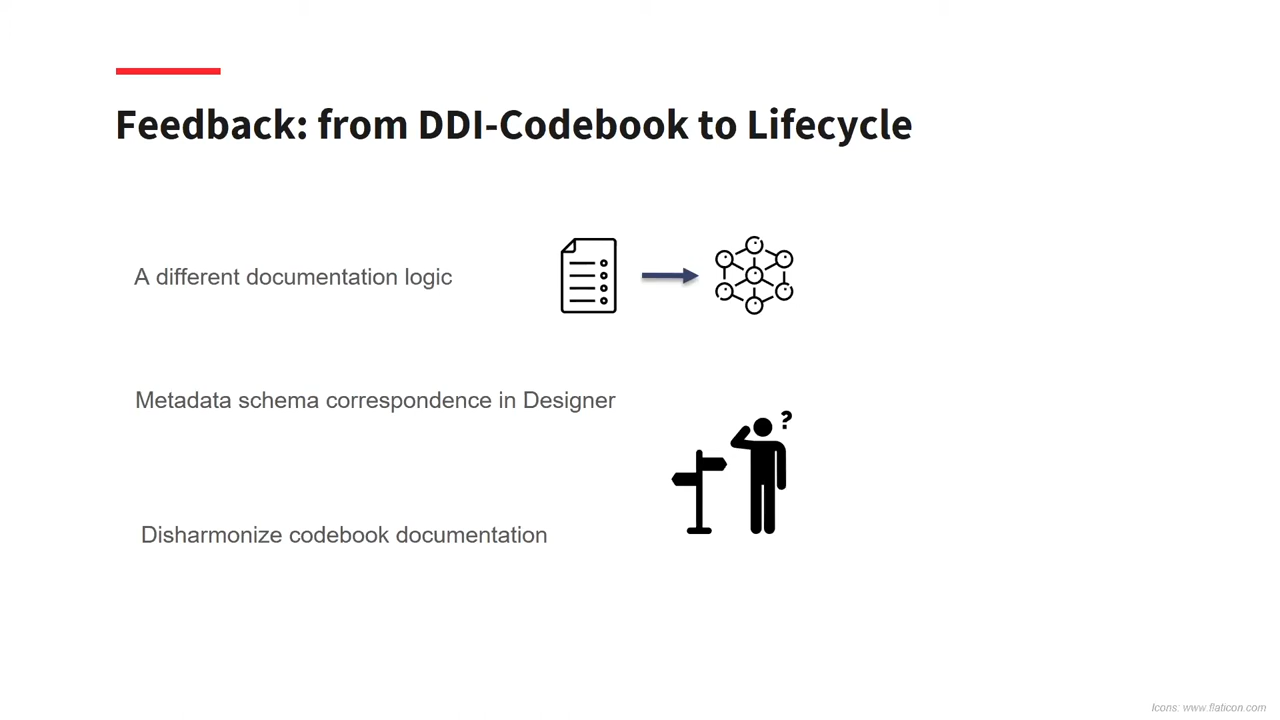 Feedback: from DDI-Codebook to Lifecycle
A different documentation logic
Metadata schema correspondence in Designer
?
Disharmonize codebook documentation
Icons: www.flaticon.com